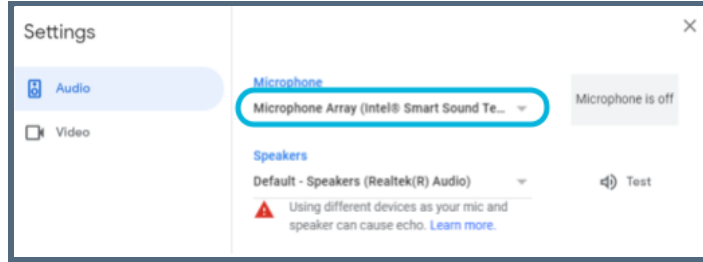 Settings
Audio
Video
Microphone
Microphone Array (Intel® Smart Sound Te...
Microphone is off
Speakers
Default - Speakers (Realtek(R) Audio)
Test
Using different devices as your mic and
speaker can cause echo. Learn more.